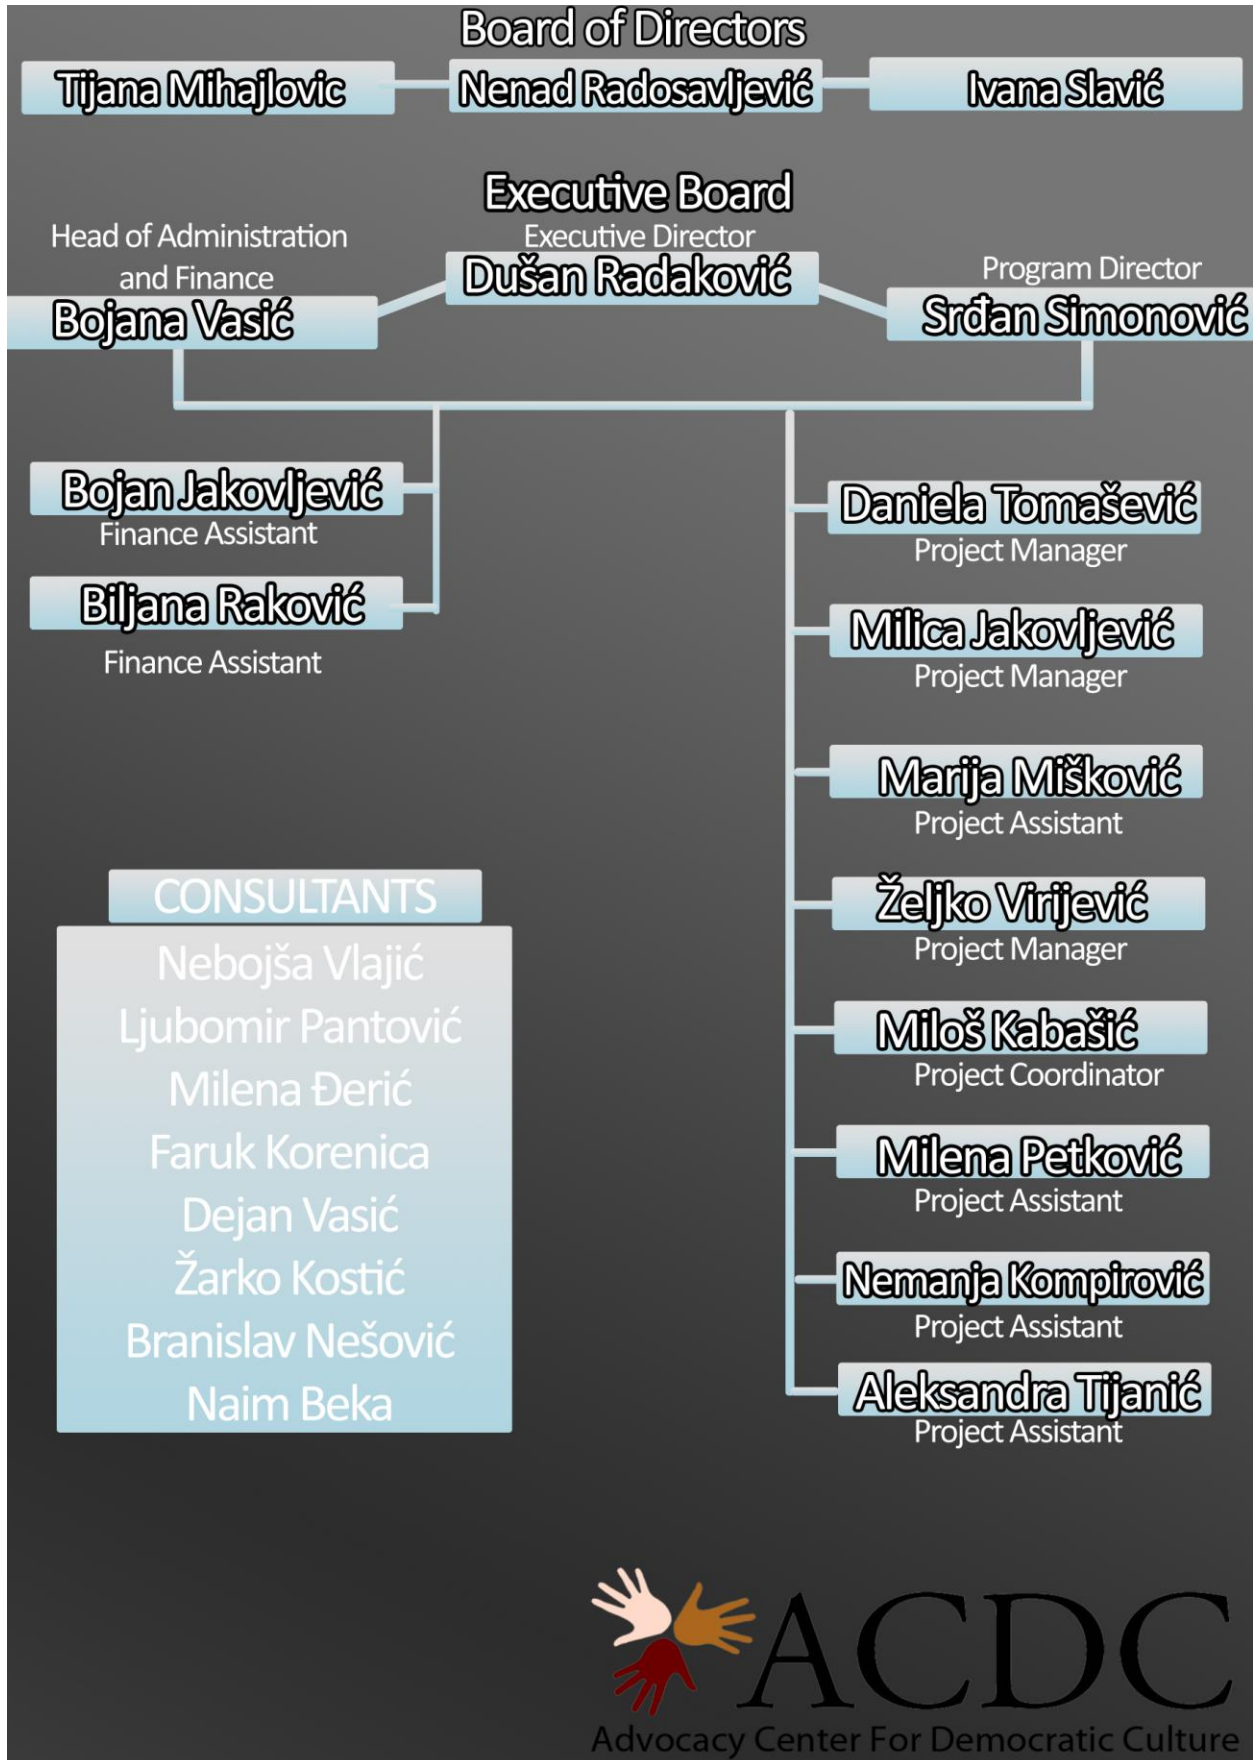 Board of Directors
Tijana Mihajlovic
Nenad Radosavljević
Ivana Slavić
Executive Board
Head of Administration
and Finance
Bojana Vasić
Executive Director
Dušan Radaković
Program Director
Srđan Simonović
Bojan Jakovljević
Finance Assistant
Biljana Raković
Finance Assistant
Daniela Tomašević
Project Manager
Milica Jakovljević
Project Manager
Marija Mišković
Project Assistant
Željko Virijević
Project Manager
Miloš Kabašić
Project Coordinator
Milena Petković
Project Assistant
Nemanja Kompirović
Project Assistant
Aleksandra Tijanić
Project Assistant
CONSULTANTS
Nebojša Vlajić
Ljubomir Pantović
Milena Đerić
Faruk Korenica
Dejan Vasić
Žarko Kostić
Branislav Nešović
Naim Beka
ACDC
Advocacy Center For Democratic Culture